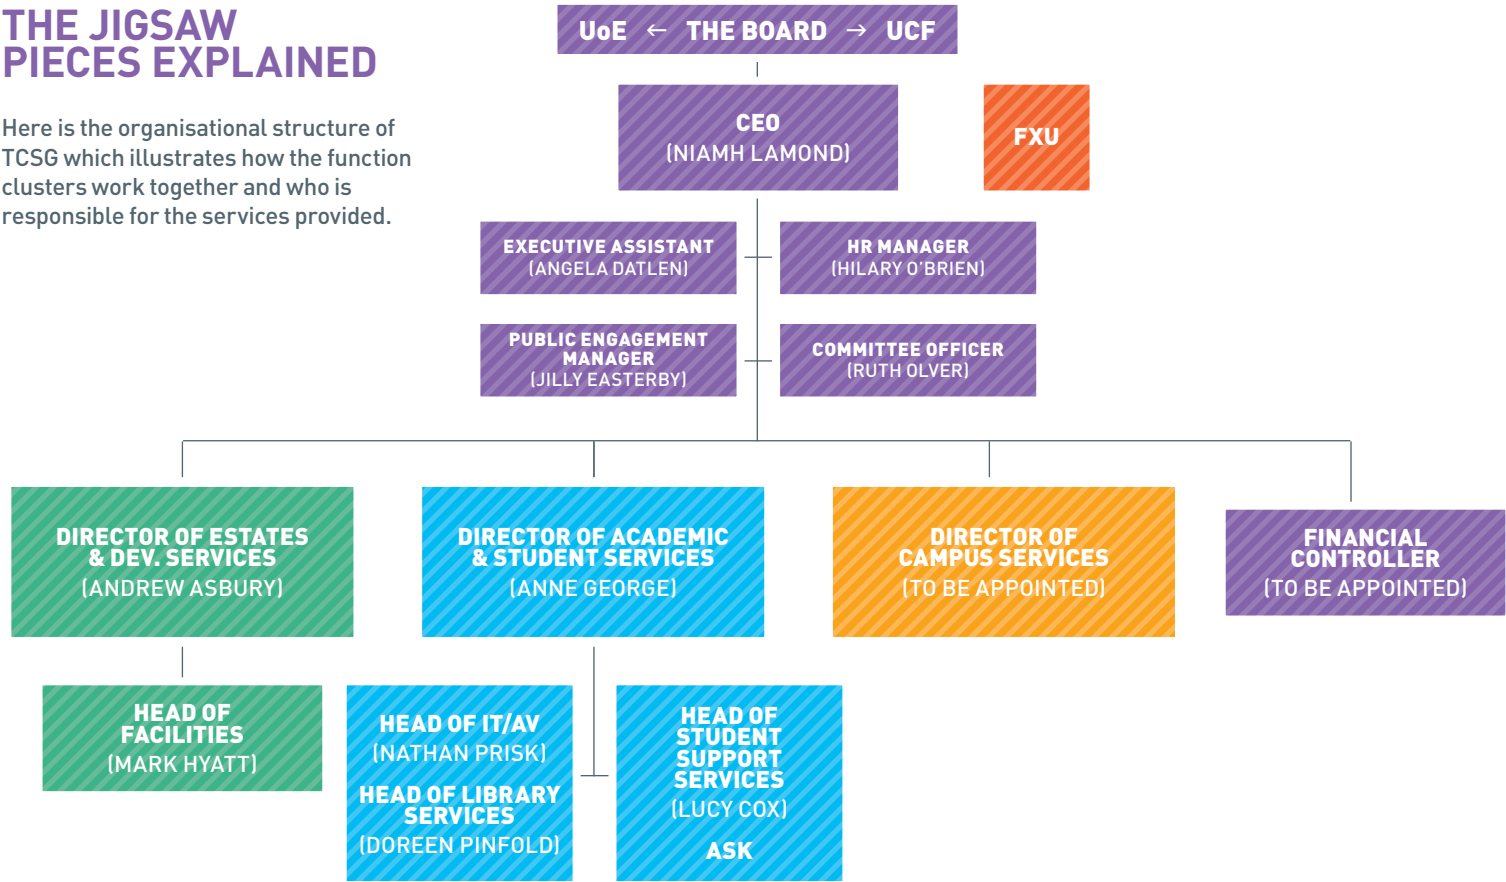 THE JIGSAW
PIECES EXPLAINED
Here is the organisational structure of
TCSG which illustrates how the function
clusters work together and who is
responsible for the services provided.
UoE ← THE BOARD → UCF
CEO
(NIAMH LAMOND)
FXU
EXECUTIVE ASSISTANT
(ANGELA DATLEN)
HR MANAGER
(HILARY O'BRIEN)
PUBLIC ENGAGEMENT
MANAGER
(JILLY EASTERBY)
COMMITTEE OFFICER
(RUTH OLVER)
DIRECTOR OF ESTATES
& DEV. SERVICES
(ANDREW ASBURY)
DIRECTOR OF ACADEMIC
& STUDENT SERVICES
(ANNE GEORGE)
DIRECTOR OF
CAMPUS SERVICES
(TO BE APPOINTED)
FINANCIAL
CONTROLLER
(TO BE APPOINTED)
HEAD OF
FACILITIES
(MARK HYATT)
HEAD OF IT/AV
(NATHAN PRISK)
HEAD OF LIBRARY
SERVICES
(DOREEN PINFOLD)
HEAD OF
STUDENT
SUPPORT
SERVICES
(LUCY COX)
ASK